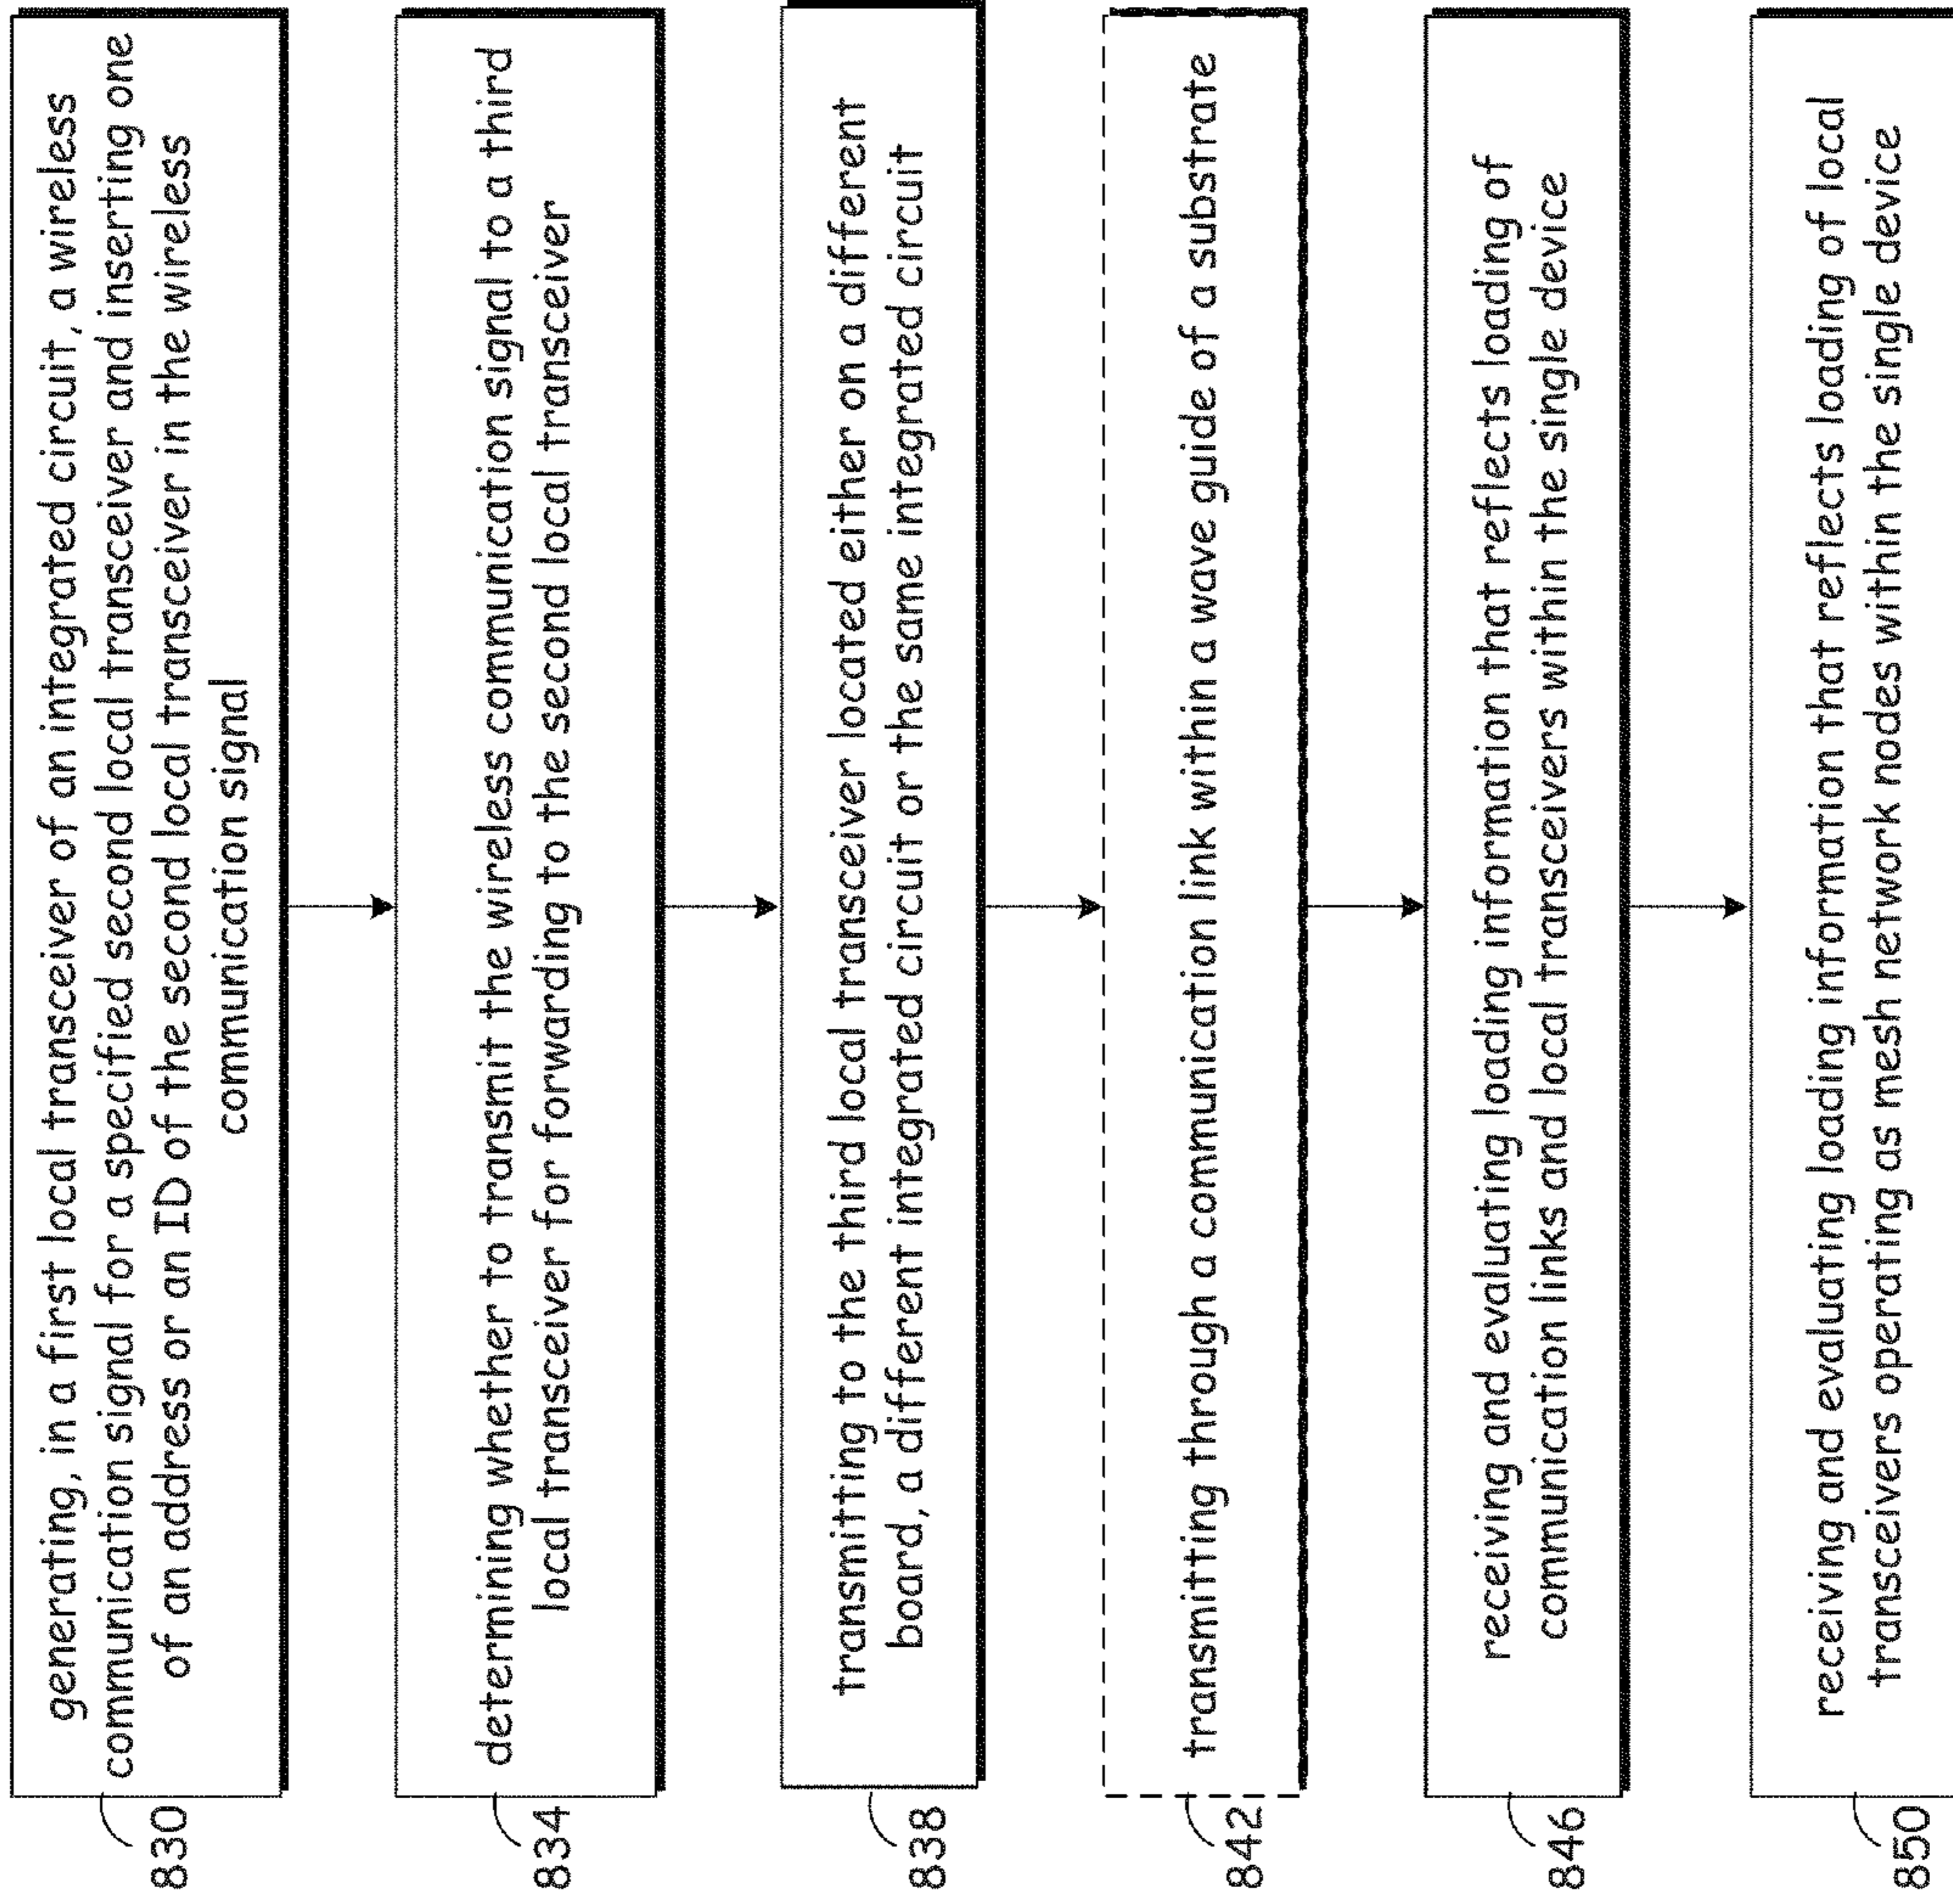 830
generating, in a first local transceiver of an integrated circuit, a wireless
communication signal for a specified second local transceiver and inserting one
of an address or an ID of the second local transceiver in the wireless
communication signal
834
determining whether to transmit the wireless communication signal to a third
local transceiver for forwarding to the second local transceiver
838
transmitting to the third local transceiver located either on a different
board, a different integrated circuit or the same integrated circuit
842
transmitting through a communication link within a wave guide of a substrate
846
receiving and evaluating loading information that reflects loading of
communication links and local transceivers within the single device
850
receiving and evaluating loading information that reflects loading of local
transceivers operating as mesh network nodes within the single device